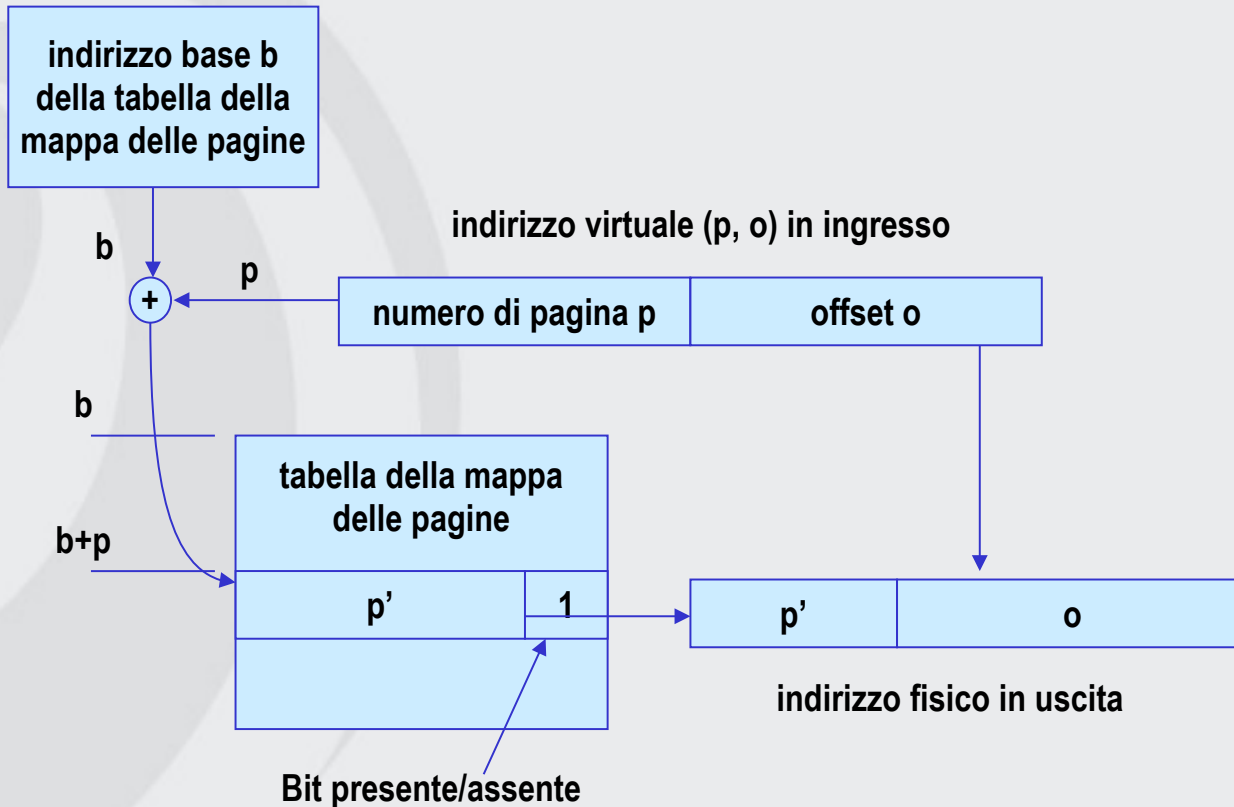 indirizzo base b
della tabella della
mappa delle pagine
indirizzo virtuale (p, o) in ingresso
b
p
+
numero di pagina p
offset o
b
tabella della mappa
delle pagine
b+p
p’
1
p’
o
indirizzo fisico in uscita
Bit presente/assente